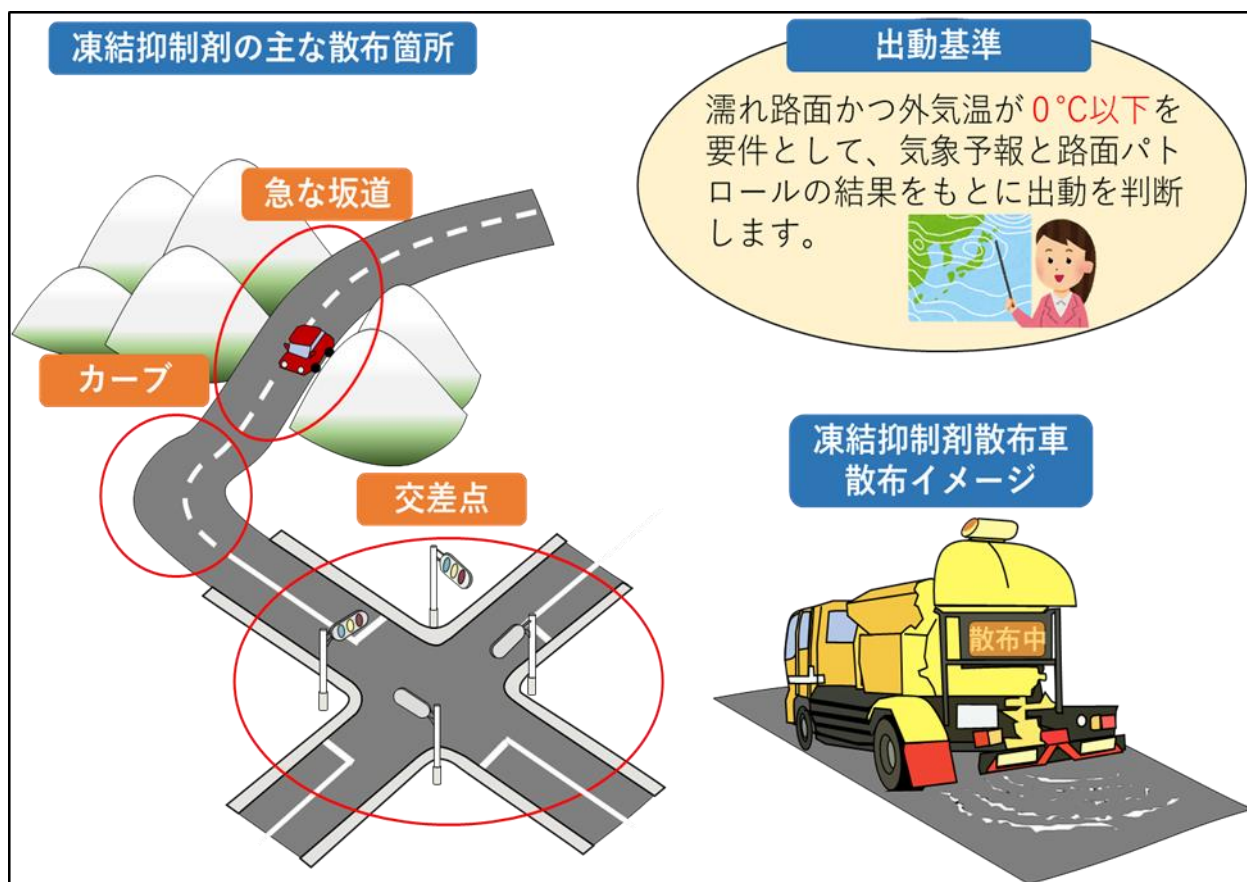 凍結抑制剤の主な散布箇所
急な坂道
カーブ
交差点
出動基準
濡れ路面かつ外気温が0℃以下を
要件として、気象予報と路面パト
ロールの結果をもとに出動を判断
します。
凍結抑制剤散布車
散布イメージ
散布中